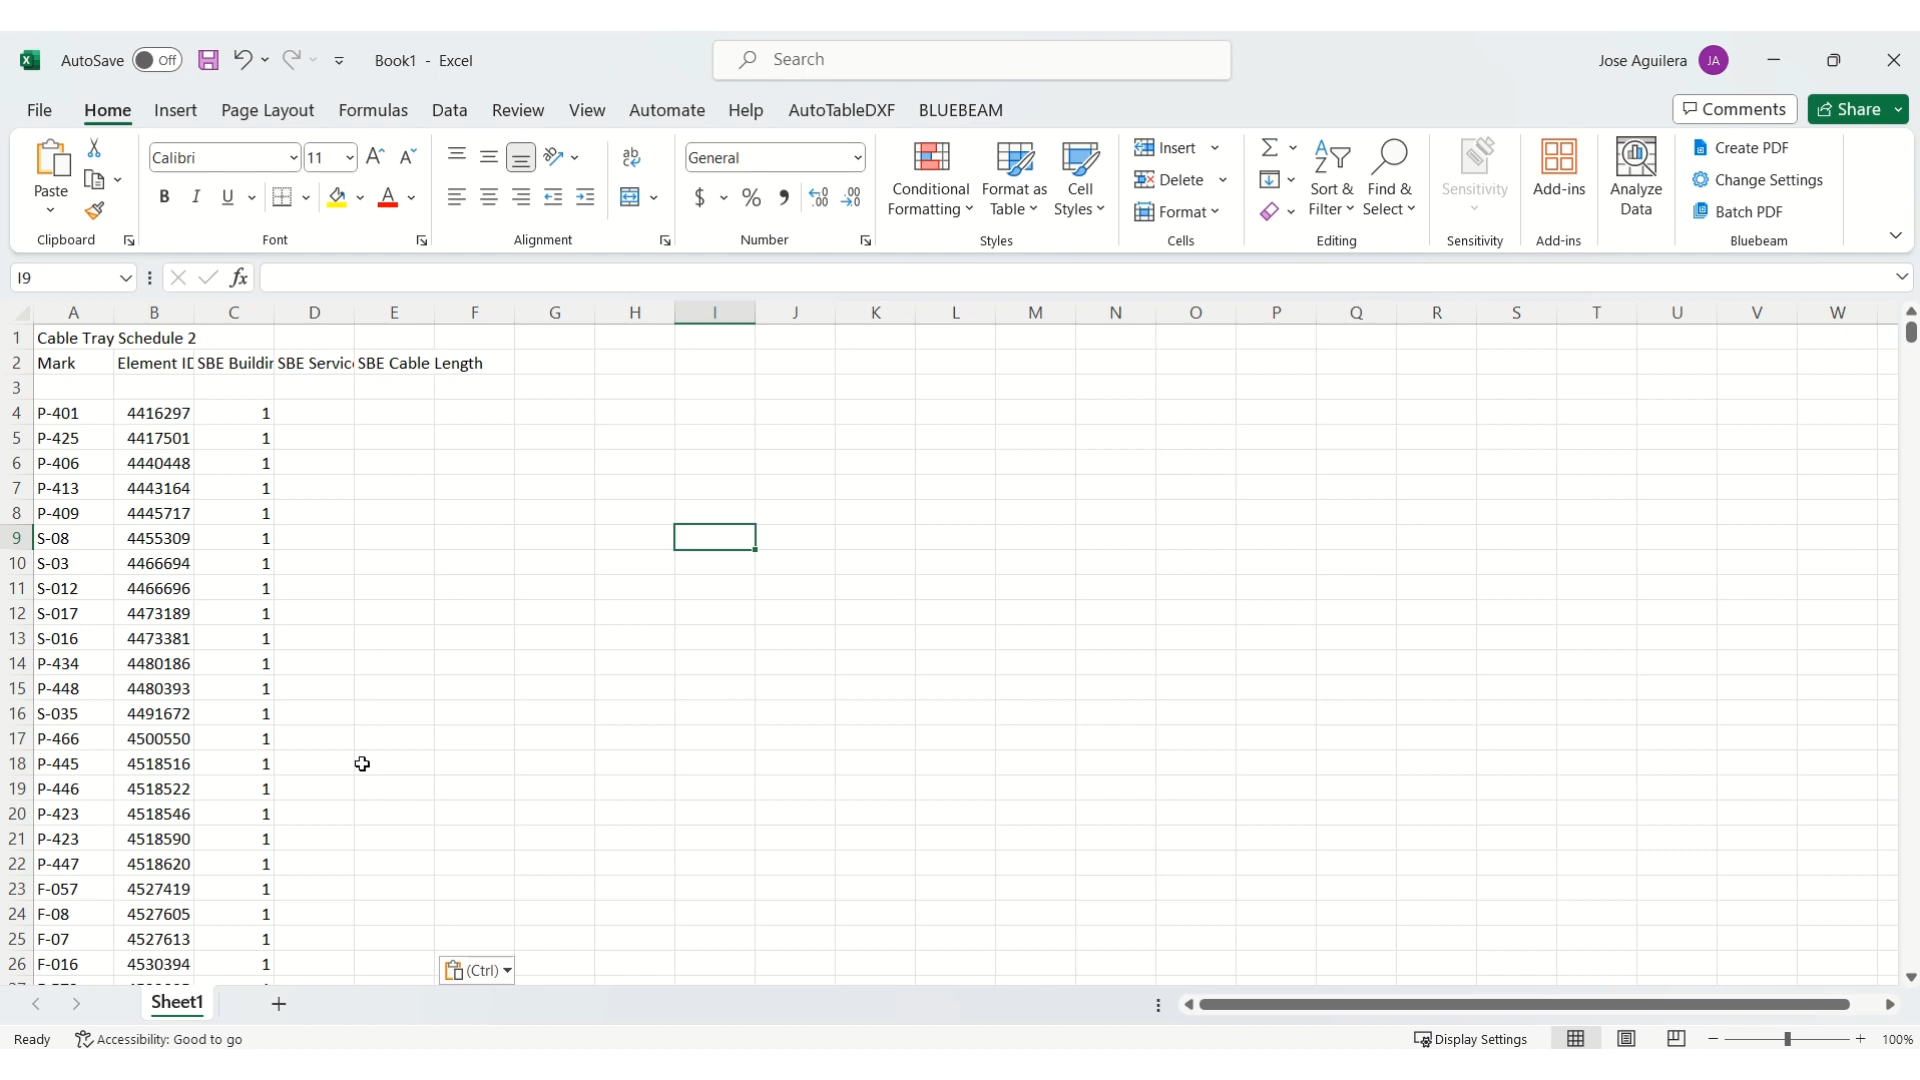 AutoSave Off Book1 - Excel Search Jose Aguilera JA
File Home Insert Page Layout Formulas Data Review View Automate Help AutoTableDXF BLUEBEAM Comments Share
Paste
Clipboard
Calibri 11
B I U A
Font
ab
Alignment
General
$ % 9 .00
Number
Conditional Formatting
Format as Table
Cell Styles
Styles
Insert
Delete
Format
Cells
Sort & Filter
Find & Select
Editing
Sensitivity
Sensitivity
Add-ins
Add-ins
Analyze Data
Create PDF
Change Settings
Batch PDF
Bluebeam
I9 fx
A B C D E F G H I J K L M N O P Q R S T U V W
1 Cable Tray Schedule 2
2 Mark Element ID SBE Buildir SBE Servic SBE Cable Length
3
4 P-401 4416297 1
5 P-425 4417501 1
6 P-406 4440448 1
7 P-413 4443164 1
8 P-409 4445717 1
9 S-08 4455309 1
10 S-03 4466694 1
11 S-012 4466696 1
12 S-017 4473189 1
13 S-016 4473381 1
14 P-434 4480186 1
15 P-448 4480393 1
16 S-035 4491672 1
17 P-466 4500550 1
18 P-445 4518516 1
19 P-446 4518522 1
20 P-423 4518546 1
21 P-423 4518590 1
22 P-447 4518620 1
23 F-057 4527419 1
24 F-08 4527605 1
25 F-07 4527613 1
26 F-016 4530394 1 (Ctrl)
Sheet1
Ready Accessibility: Good to go Display Settings 100%